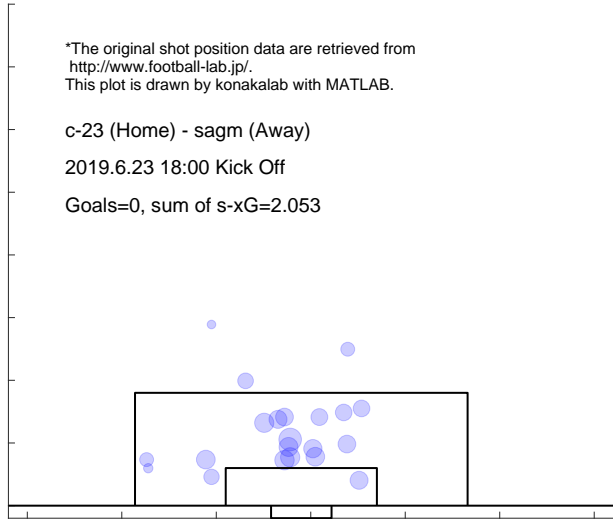 *The original shot position data are retrieved from
http://www.football-lab.jp/.
This plot is drawn by konakalab with MATLAB.
c-23 (Home) - sagm (Away)
2019.6.23 18:00 Kick Off
Goals=0, sum of s-xG=2.053